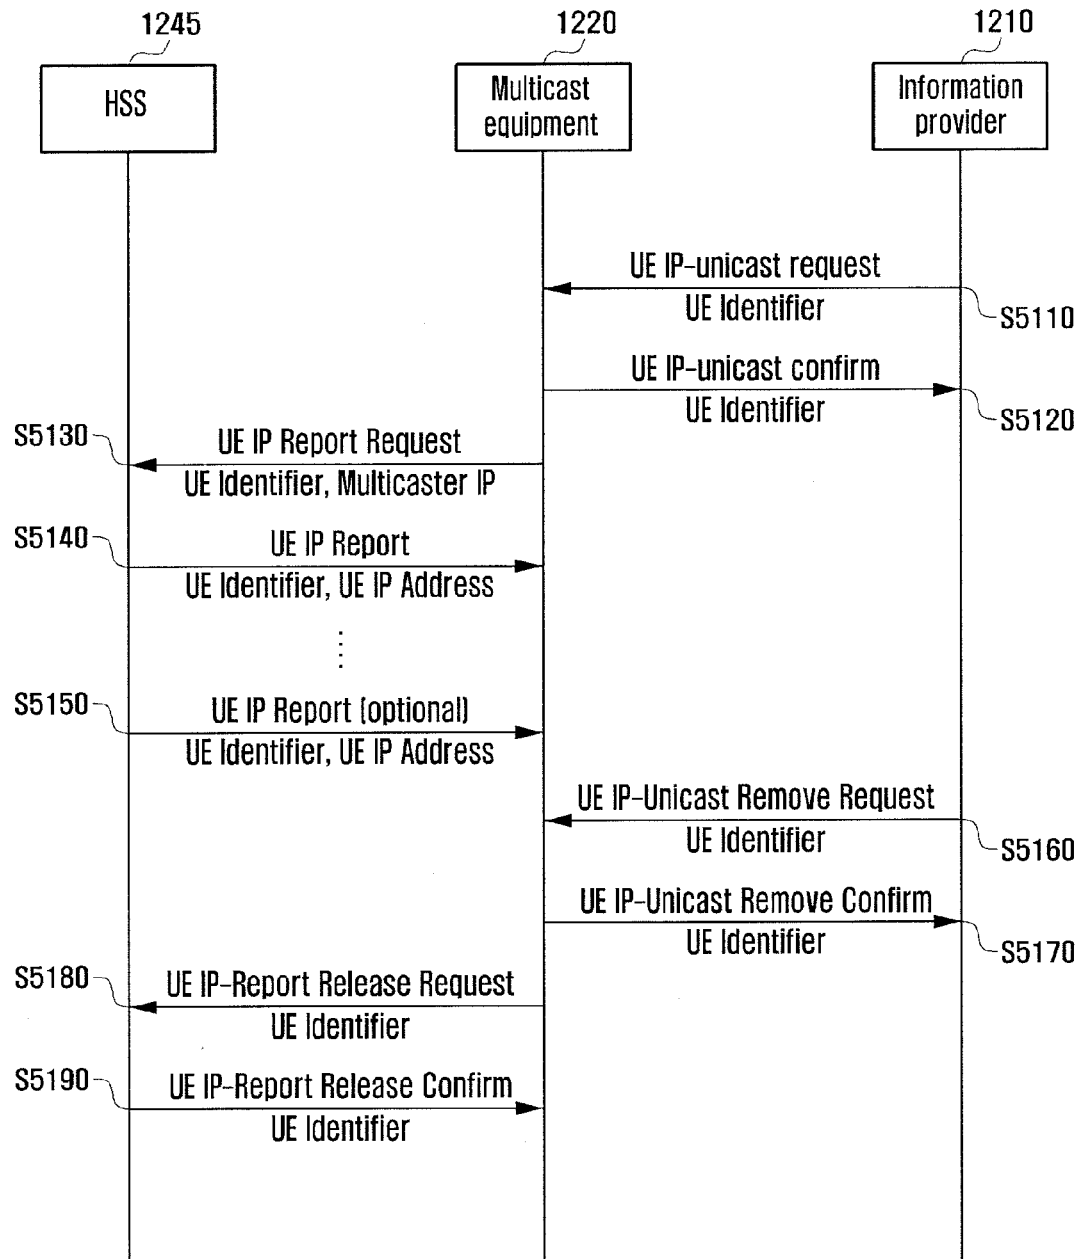 1245
1220
1210
HSS
Multicast
equipment
Information
provider
UE IP-unicast request
UE Identifier
S5110
UE IP-unicast confirm
UE Identifier
S5120
S5130
UE IP Report Request
UE Identifier, Multicaster IP
S5140
UE IP Report
UE Identifier, UE IP Address
S5150
UE IP Report (optional)
UE Identifier, UE IP Address
UE IP-Unicast Remove Request
UE Identifier
S5160
UE IP-Unicast Remove Confirm
UE Identifier
S5170
S5180
UE IP-Report Release Request
UE Identifier
S5190
UE IP-Report Release Confirm
UE Identifier